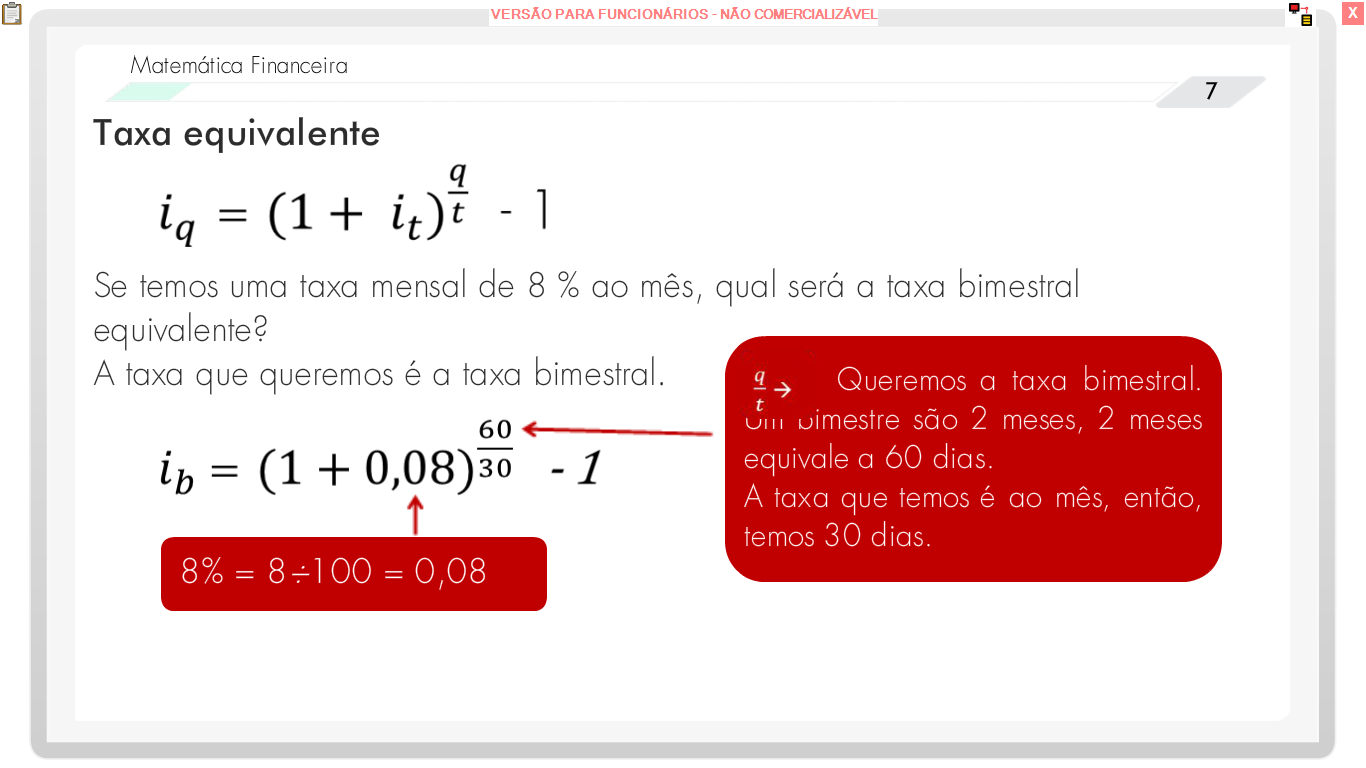 VERSÃO PARA FUNCIONÁRIOS - NÃO COMERCIALIZÁVEL
X
Matemática Financeira
7
Taxa equivalente
i_q = (1 + i_t)^(q/t) - 1
Se temos uma taxa mensal de 8 % ao mês, qual será a taxa bimestral
equivalente?
A taxa que queremos é a taxa bimestral.
i_b = (1 + 0,08)^(60/30) - 1
8% = 8÷100 = 0,08
q/t → Queremos a taxa bimestral.
Um bimestre são 2 meses, 2 meses
equivale a 60 dias.
A taxa que temos é ao mês, então,
temos 30 dias.